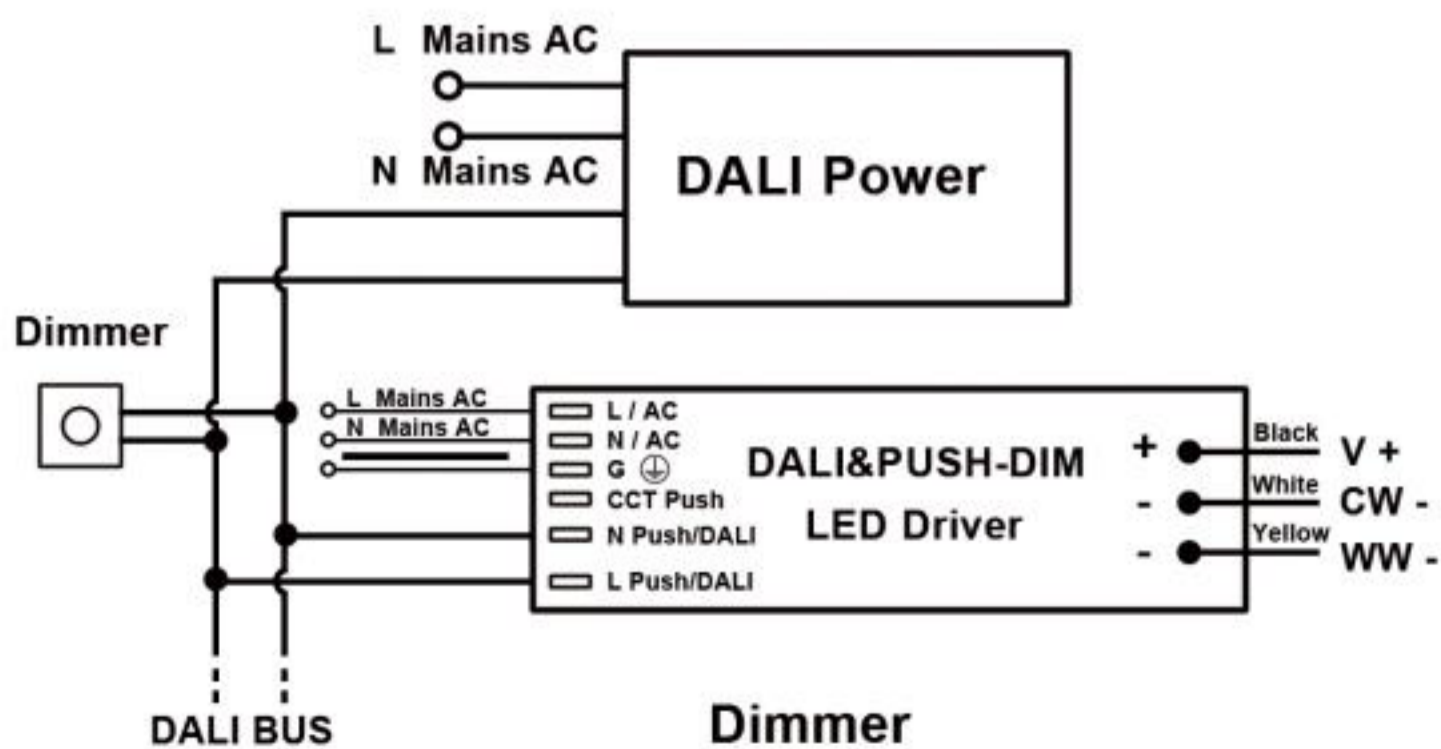 L Mains AC
N Mains AC
DALI Power
Dimmer
L Mains AC
N Mains AC
L / AC
N / AC
G
CCT Push
N Push/DALI
L Push/DALI
DALI&PUSH-DIM
LED Driver
+
-
-
Black
White
Yellow
V +
CW -
WW -
DALI BUS
Dimmer